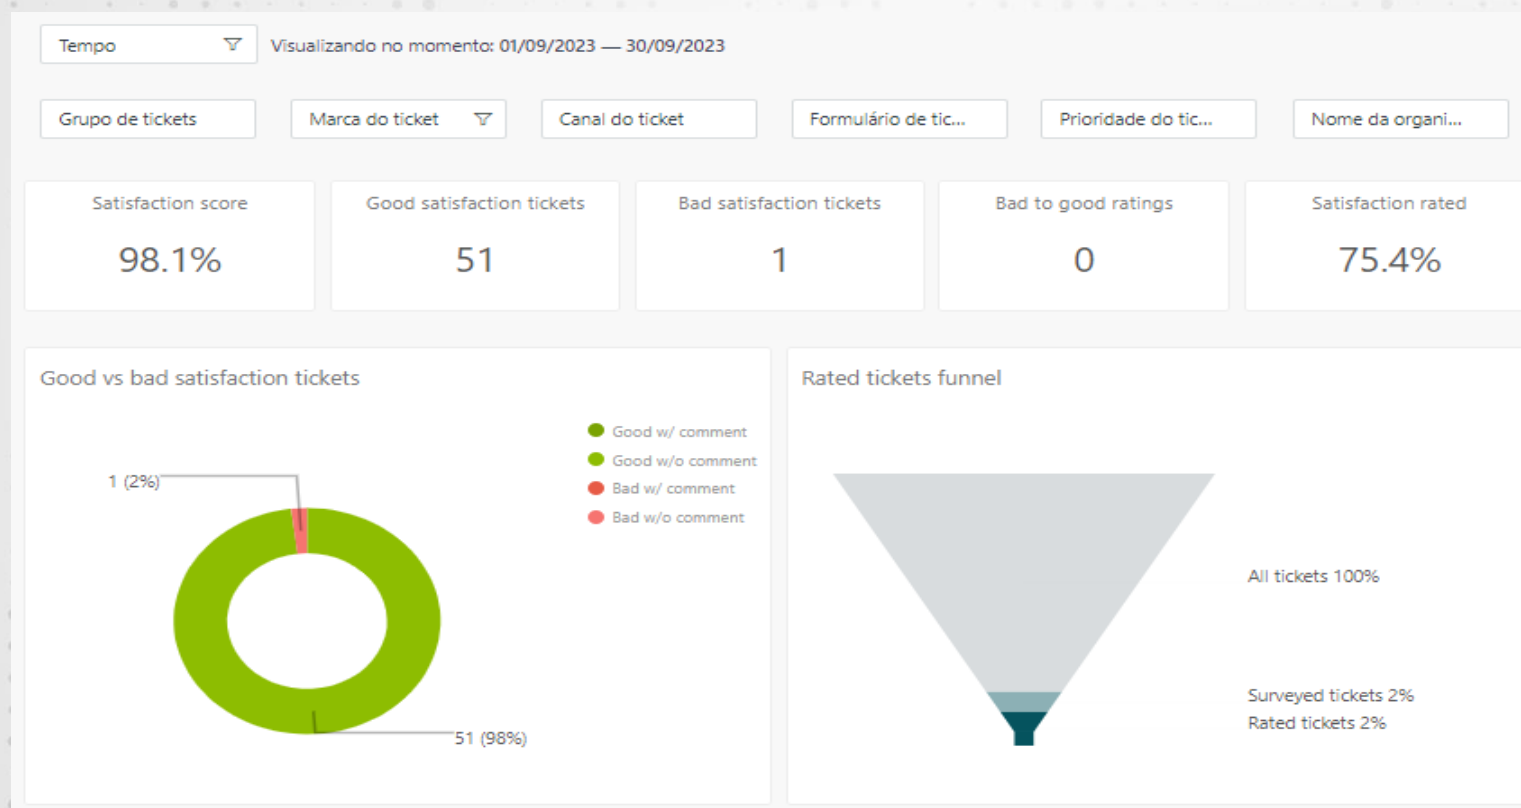 Tempo
Visualizando no momento: 01/09/2023 — 30/09/2023
Grupo de tickets
Marca do ticket
Canal do ticket
Formulário de tic...
Prioridade do tic...
Nome da organi...
Satisfaction score
98.1%
Good satisfaction tickets
51
Bad satisfaction tickets
1
Bad to good ratings
0
Satisfaction rated
75.4%
Good vs bad satisfaction tickets
Good w/ comment
Good w/o comment
Bad w/ comment
Bad w/o comment
1 (2%)
51 (98%)
Rated tickets funnel
All tickets 100%
Surveyed tickets 2%
Rated tickets 2%